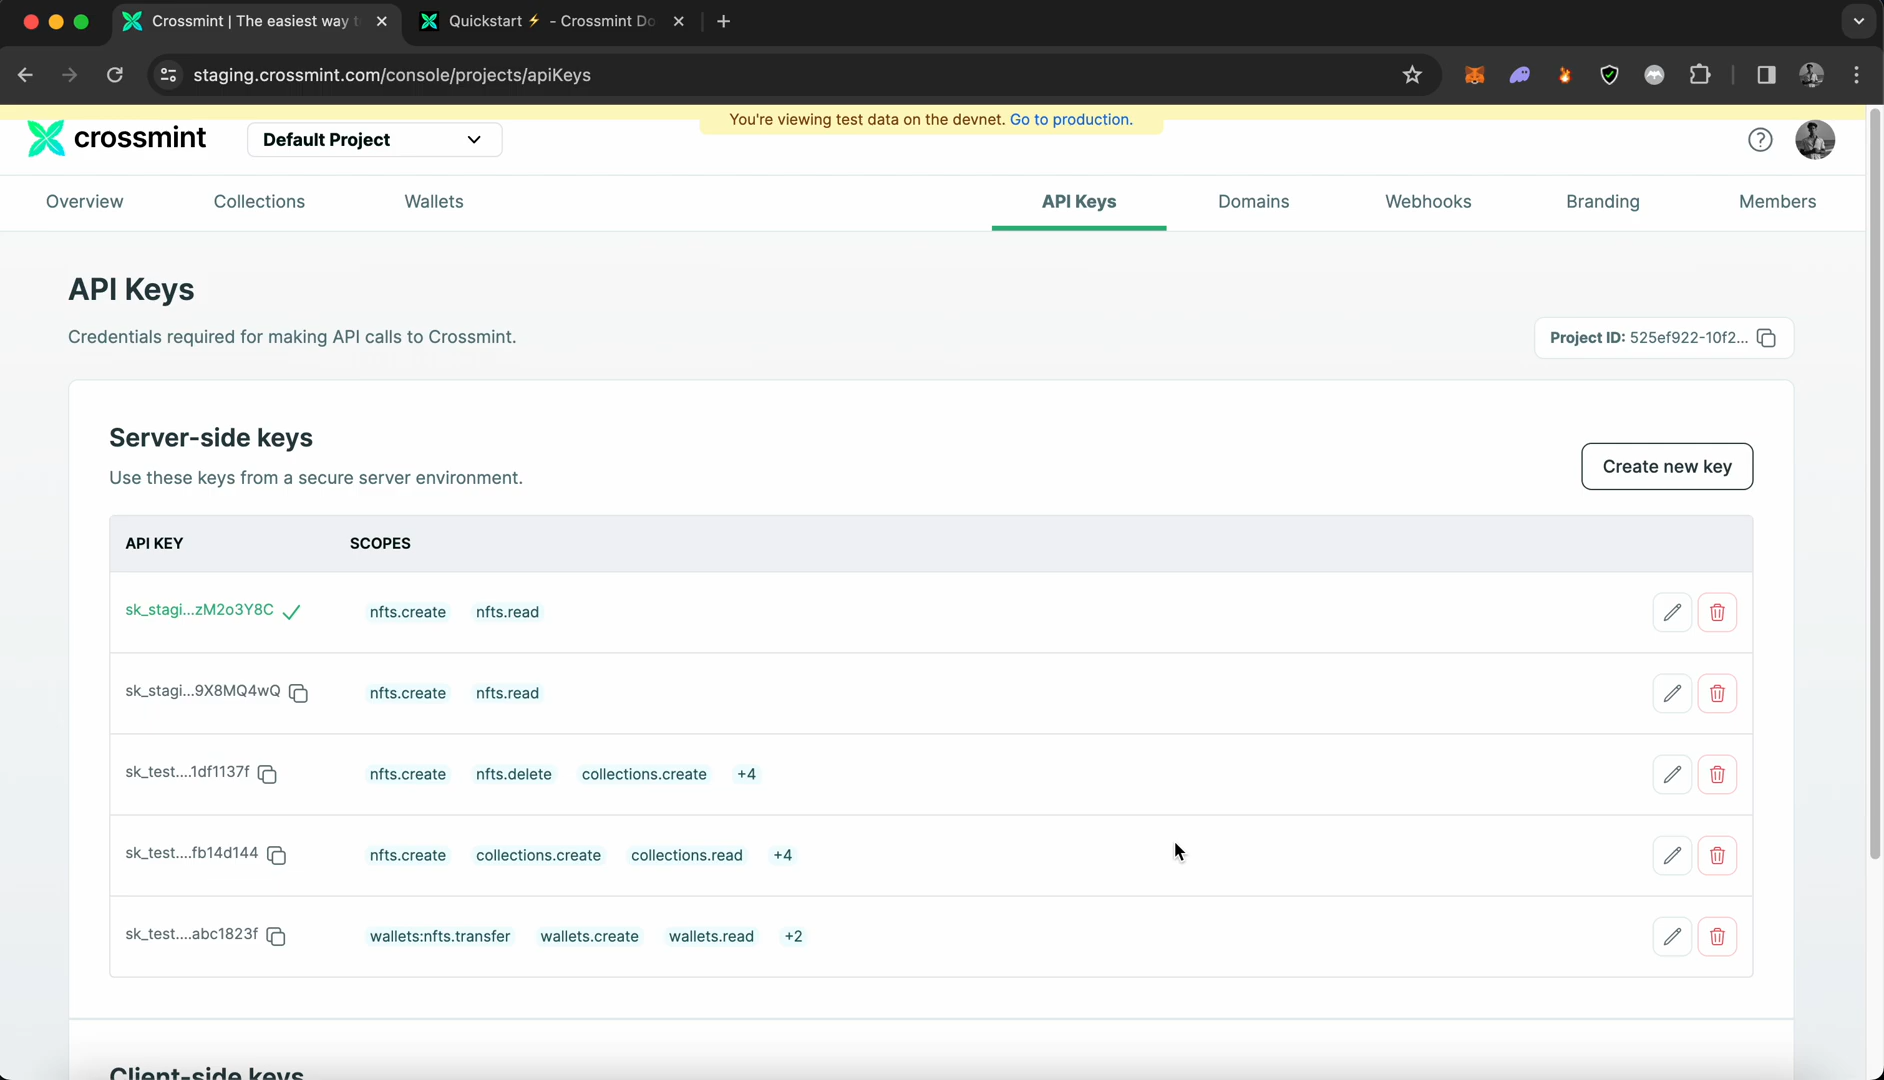 Crossmint | The easiest way t
Quickstart ⚡ - Crossmint Do
staging.crossmint.com/console/projects/apiKeys
You're viewing test data on the devnet. Go to production.
crossmint
Default Project
Overview
Collections
Wallets
API Keys
Domains
Webhooks
Branding
Members
API Keys
Credentials required for making API calls to Crossmint.
Project ID: 525ef922-10f2...
Server-side keys
Use these keys from a secure server environment.
Create new key
API KEY SCOPES
sk_stagi...zM2o3Y8C nfts.create nfts.read
sk_stagi...9X8MQ4wQ nfts.create nfts.read
sk_test....1df1137f nfts.create nfts.delete collections.create +4
sk_test....fb14d144 nfts.create collections.create collections.read +4
sk_test....abc1823f wallets:nfts.transfer wallets.create wallets.read +2
Client-side keys